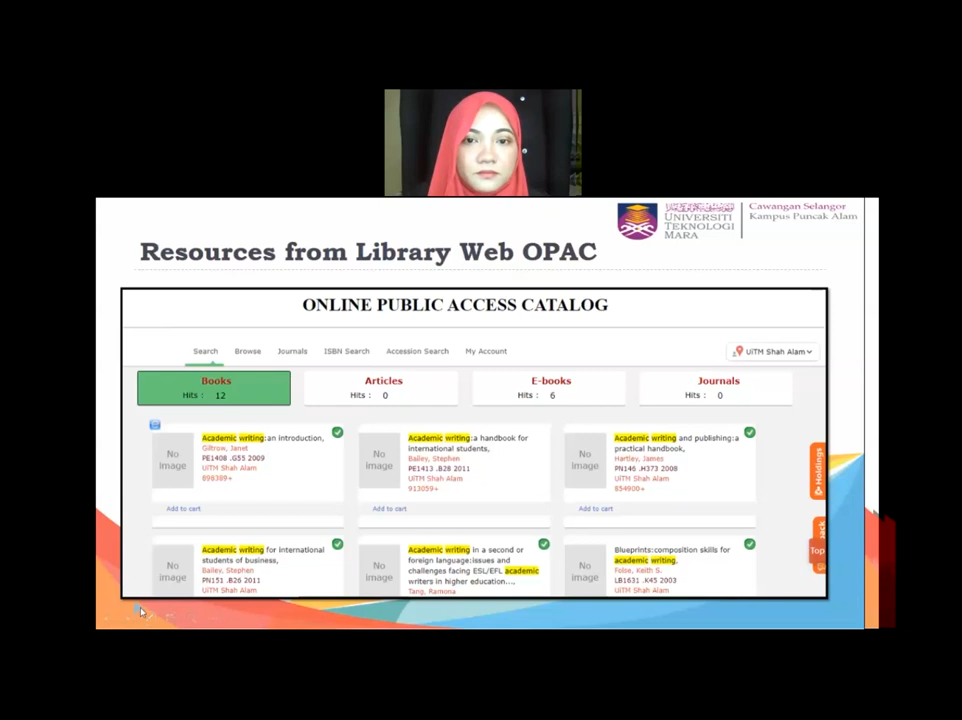 UNIVERSITI
TEKNOLOGI
MARA
Cawangan Selangor
Kampus Puncak Alam
Resources from Library Web OPAC
ONLINE PUBLIC ACCESS CATALOG
Search Browse Journals ISBN Search Accession Search My Account UiTM Shah Alam
Books Articles E-books Journals
Hits : 12 Hits : 0 Hits : 6 Hits : 0
No Image
Academic writing:an introduction,
Giltrow, Janet
PE1408 .G55 2009
UiTM Shah Alam
898389+
Add to cart
No Image
Academic writing:a handbook for
international students,
Bailey, Stephen
PE1413 .B28 2011
UiTM Shah Alam
913059+
Add to cart
No Image
Academic writing and publishing:a
practical handbook,
Hartley, James
PN146 .H373 2008
UiTM Shah Alam
854900+
Add to cart
Holdings
No Image
Academic writing for international
students of business,
Bailey, Stephen
PN151 .B26 2011
UiTM Shah Alam
No Image
Academic writing in a second or
foreign language:issues and
challenges facing ESL/EFL academic
writers in higher education...,
Tang, Ramona
No Image
Blueprints:composition skills for
academic writing,
Folse, Keith S.
LB1631 .K45 2003
UiTM Shah Alam
Top